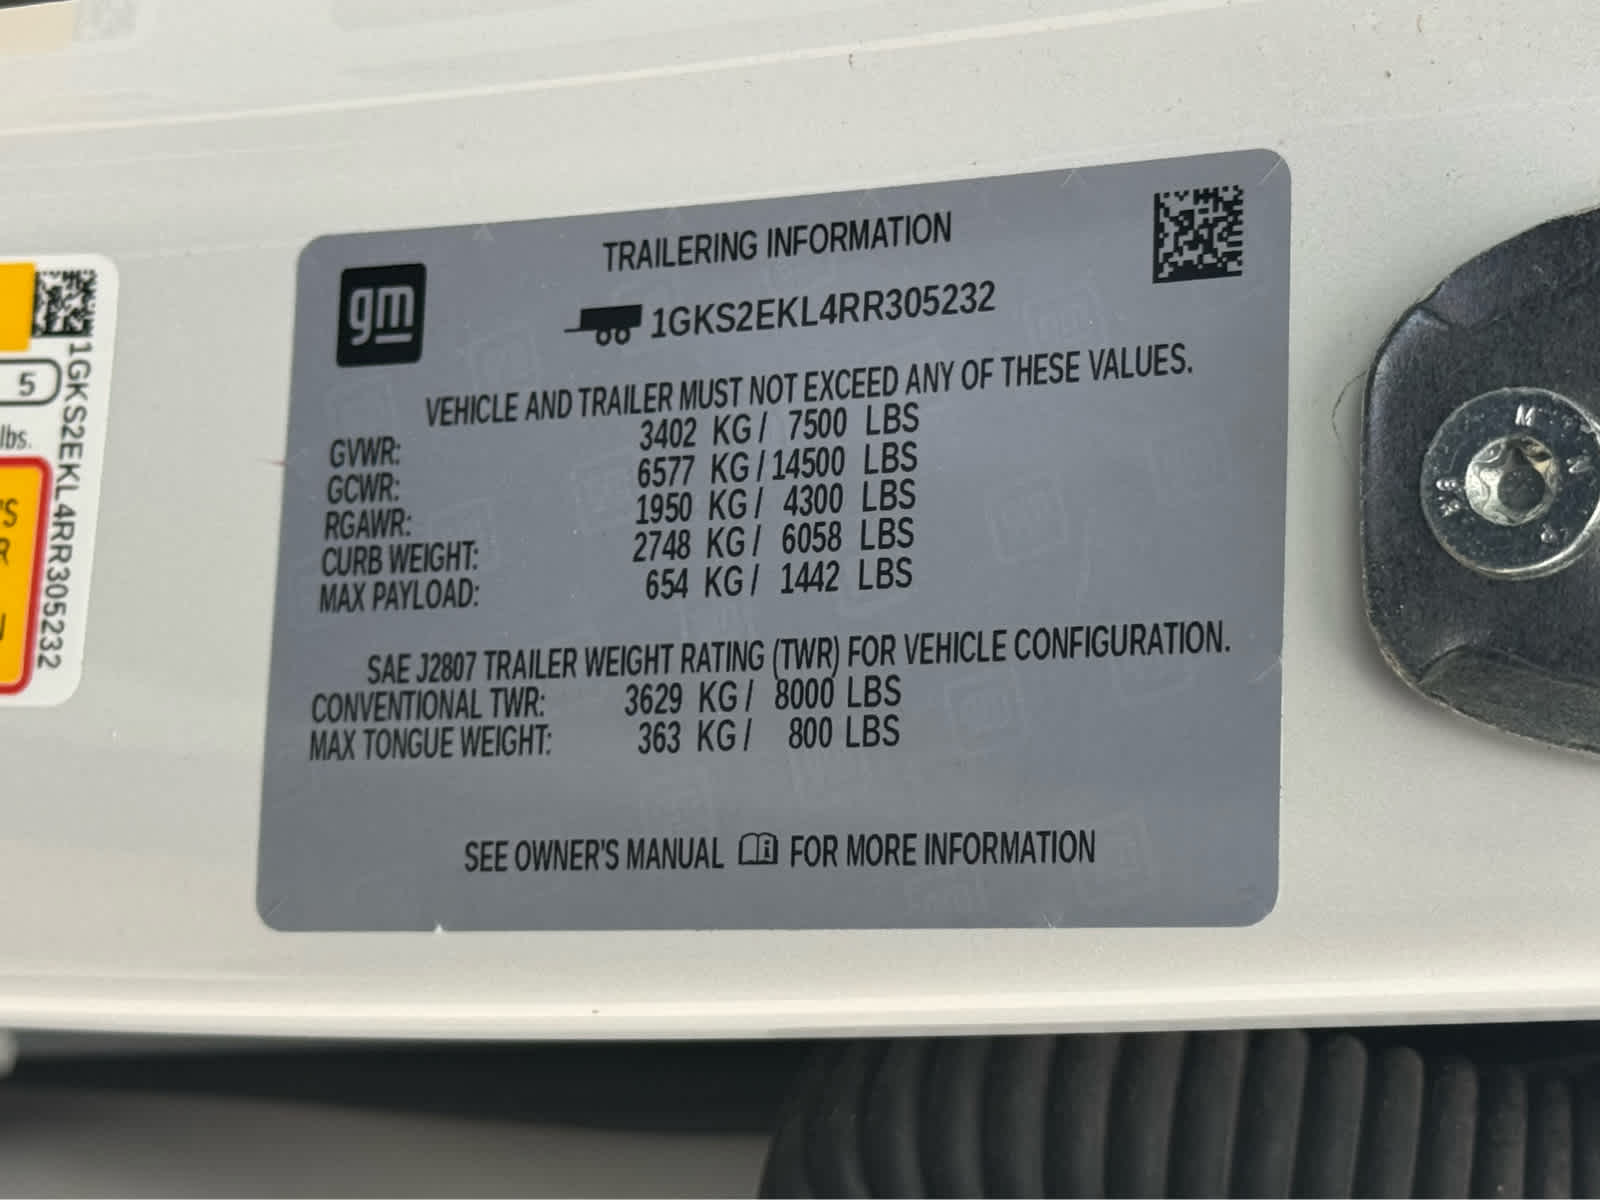 gm
TRAILERING INFORMATION
1GKS2EKL4RR305232
VEHICLE AND TRAILER MUST NOT EXCEED ANY OF THESE VALUES.
GVWR: 3402 KG / 7500 LBS
GCWR: 6577 KG / 14500 LBS
RGAWR: 1950 KG / 4300 LBS
CURB WEIGHT: 2748 KG / 6058 LBS
MAX PAYLOAD: 654 KG / 1442 LBS
SAE J2807 TRAILER WEIGHT RATING (TWR) FOR VEHICLE CONFIGURATION.
CONVENTIONAL TWR: 3629 KG / 8000 LBS
MAX TONGUE WEIGHT: 363 KG / 800 LBS
SEE OWNER'S MANUAL FOR MORE INFORMATION
5
lbs.
1GKS2EKL4RR305232